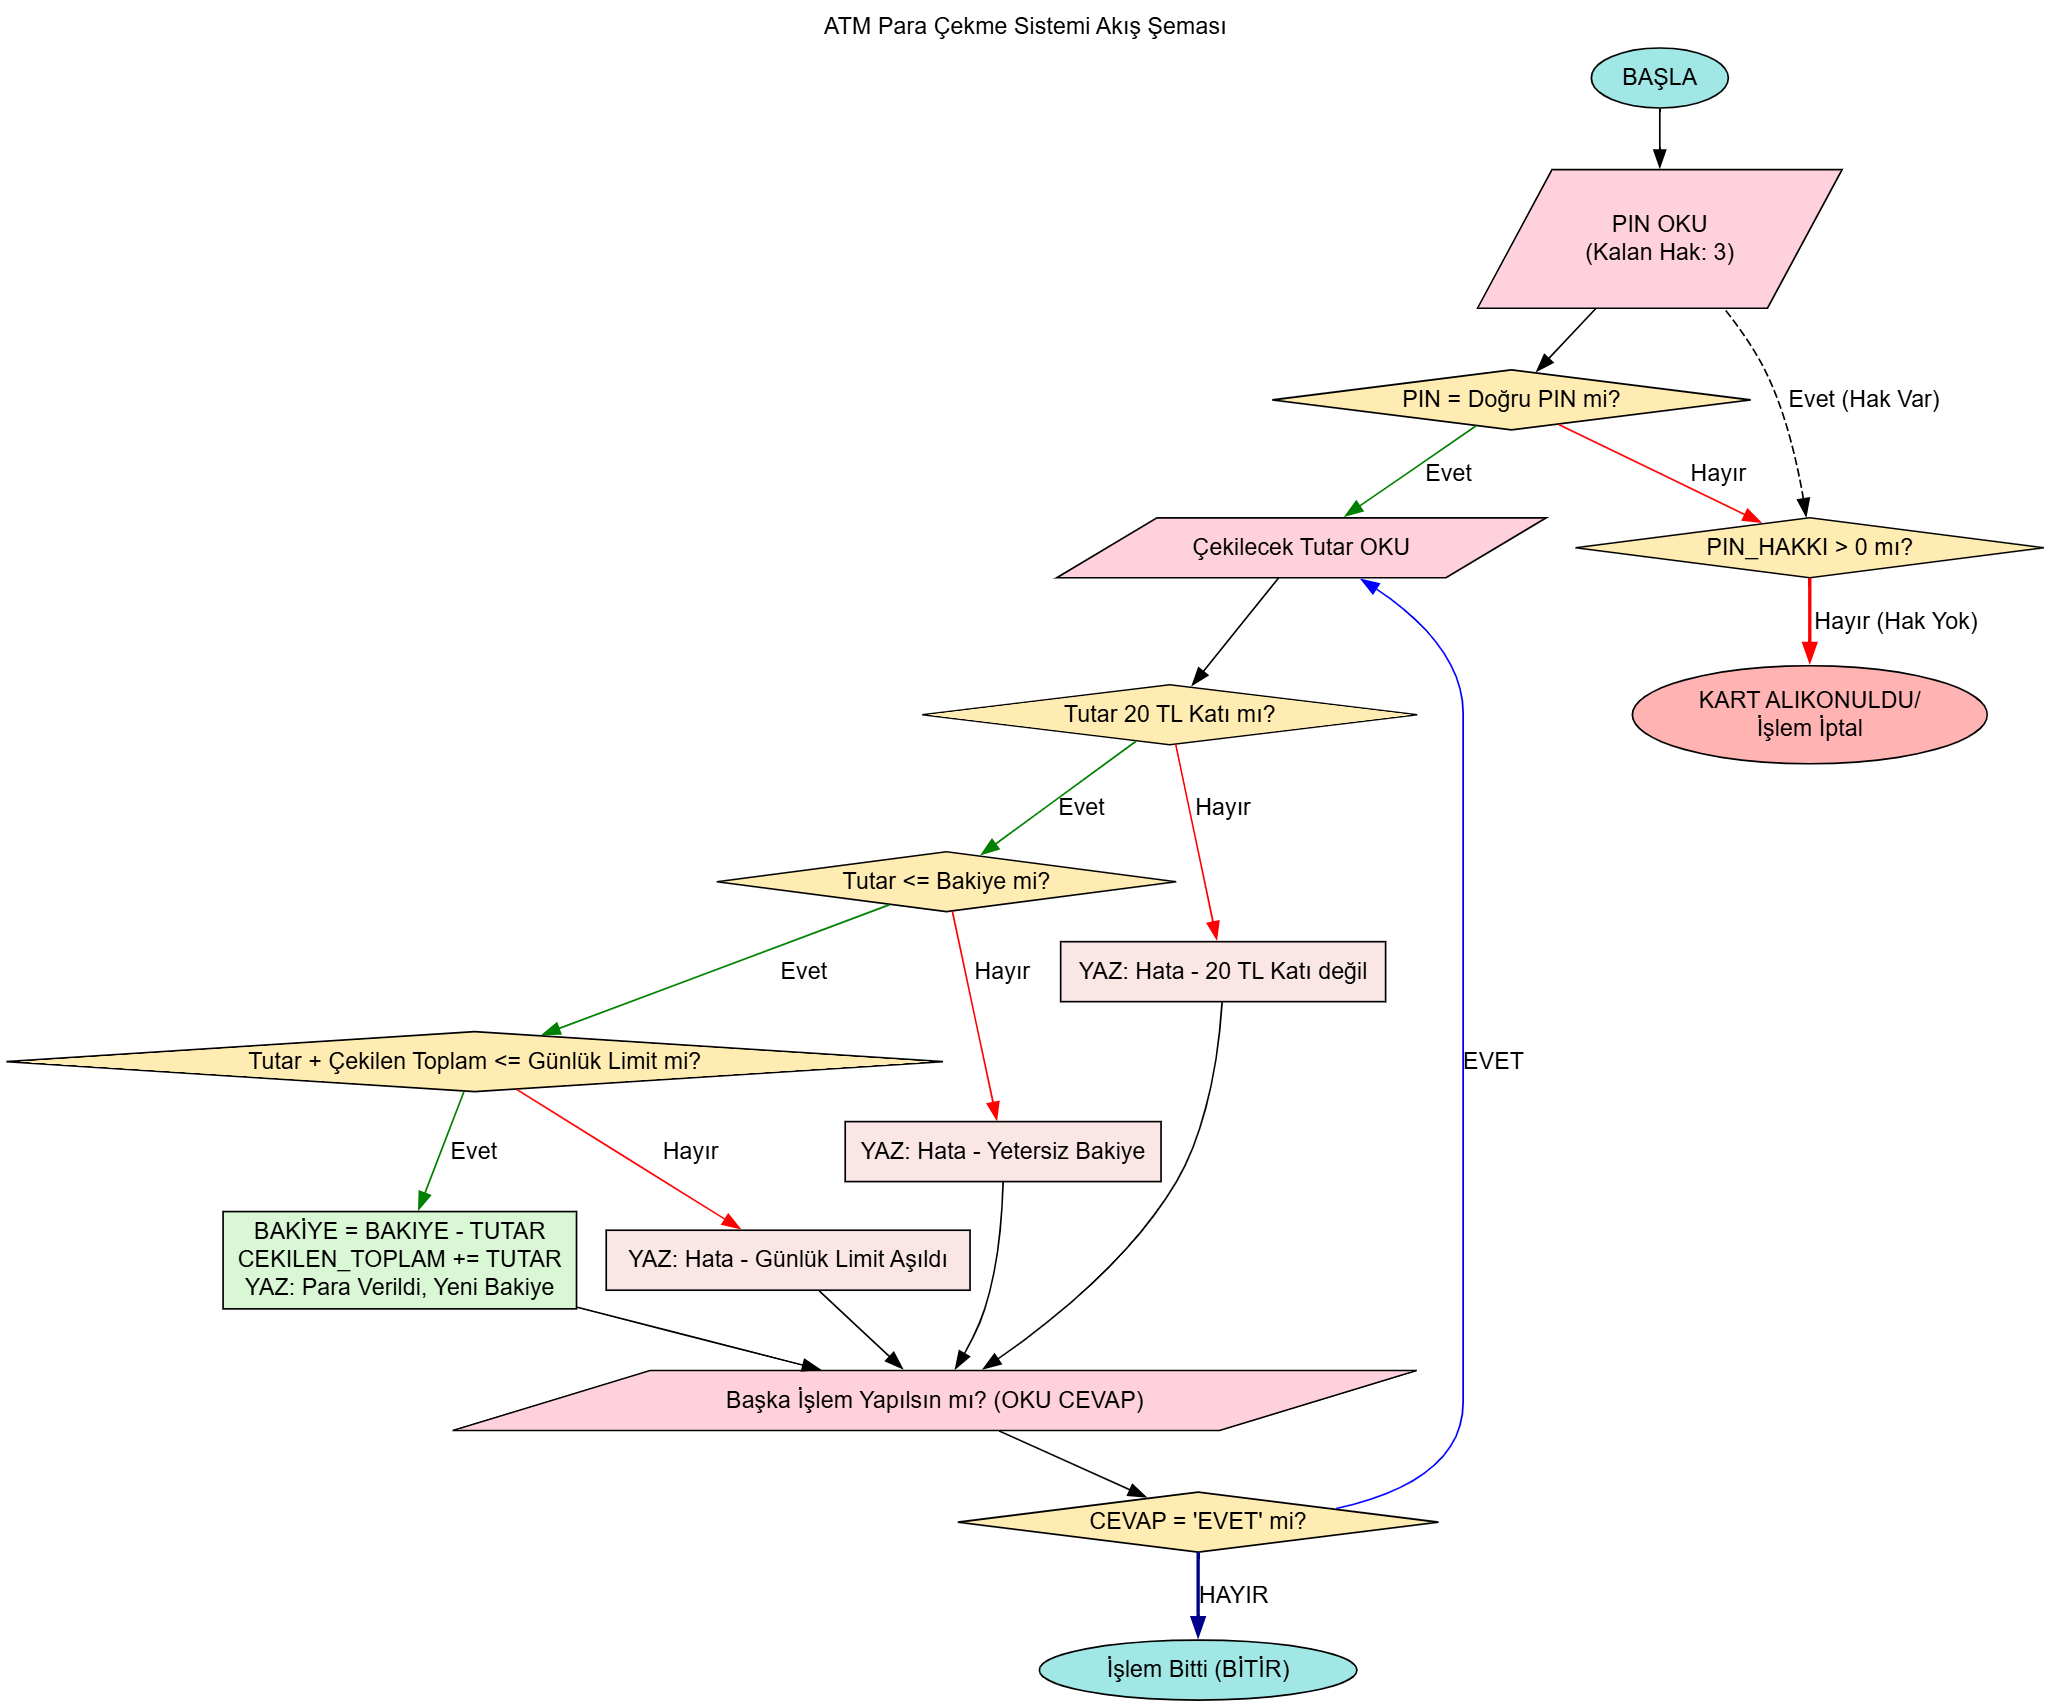 ATM Para Çekme Sistemi Akış Şeması
BAŞLA
PIN OKU
(Kalan Hak: 3)
PIN = Doğru PIN mi?
Evet (Hak Var)
Evet
Hayır
Çekilecek Tutar OKU
PIN_HAKKI > 0 mı?
Hayır (Hak Yok)
KART ALIKONULDU/
İşlem İptal
Tutar 20 TL Katı mı?
Evet
Hayır
Tutar <= Bakiye mi?
Evet
Hayır
YAZ: Hata - 20 TL Katı değil
Tutar + Çekilen Toplam <= Günlük Limit mi?
EVET
Evet
Hayır
YAZ: Hata - Yetersiz Bakiye
BAKİYE = BAKIYE - TUTAR
CEKILEN_TOPLAM += TUTAR
YAZ: Para Verildi, Yeni Bakiye
YAZ: Hata - Günlük Limit Aşıldı
Başka İşlem Yapılsın mı? (OKU CEVAP)
CEVAP = 'EVET' mi?
HAYIR
İşlem Bitti (BİTİR)